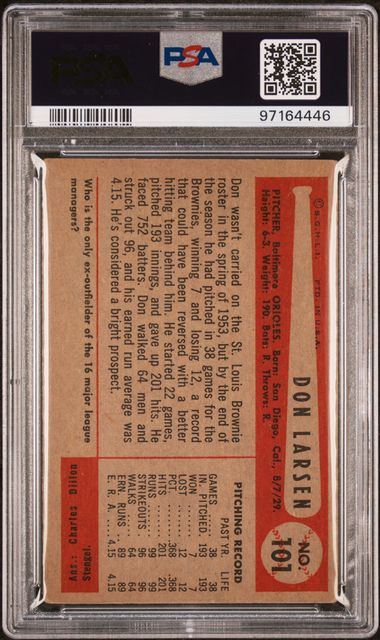 PSA
PSA
97164446
© B.G.H.L.I. PTD. IN U.S.A.
DON LARSEN
NO.
101
PITCHER, Baltimore ORIOLES. Born: San Diego, Cal., 8/7/29.
Height: 6-3, Weight: 190, Bats: R, Throws: R.
Don wasn't carried on the St. Louis Brownie
roster in the spring of 1953, but by the end of
the season he had pitched in 38 games for the
Brownies, winning 7 and losing 12, a record
that could have been reversed with a better
hitting team behind him. He started 22 games,
pitched 193 innings, and gave up 201 hits. He
faced 752 batters. Don walked 64 men and
struck out 96, and his earned run average was
4.15. He's considered a bright prospect.
PITCHING RECORD
PAST YR. LIFE
GAMES 38 38
IN. PITCHED 193 193
WON 7 7
LOST 12 12
PCT. .368 .368
HITS 201 201
RUNS 99 99
STRIKEOUTS 96 96
WALKS 64 64
ERN. RUNS 89 89
E. R. A. 4.15 4.15
Who is the only ex-outfielder of the 16 major league
managers?
Ans: Charles Dillon
Stengel.